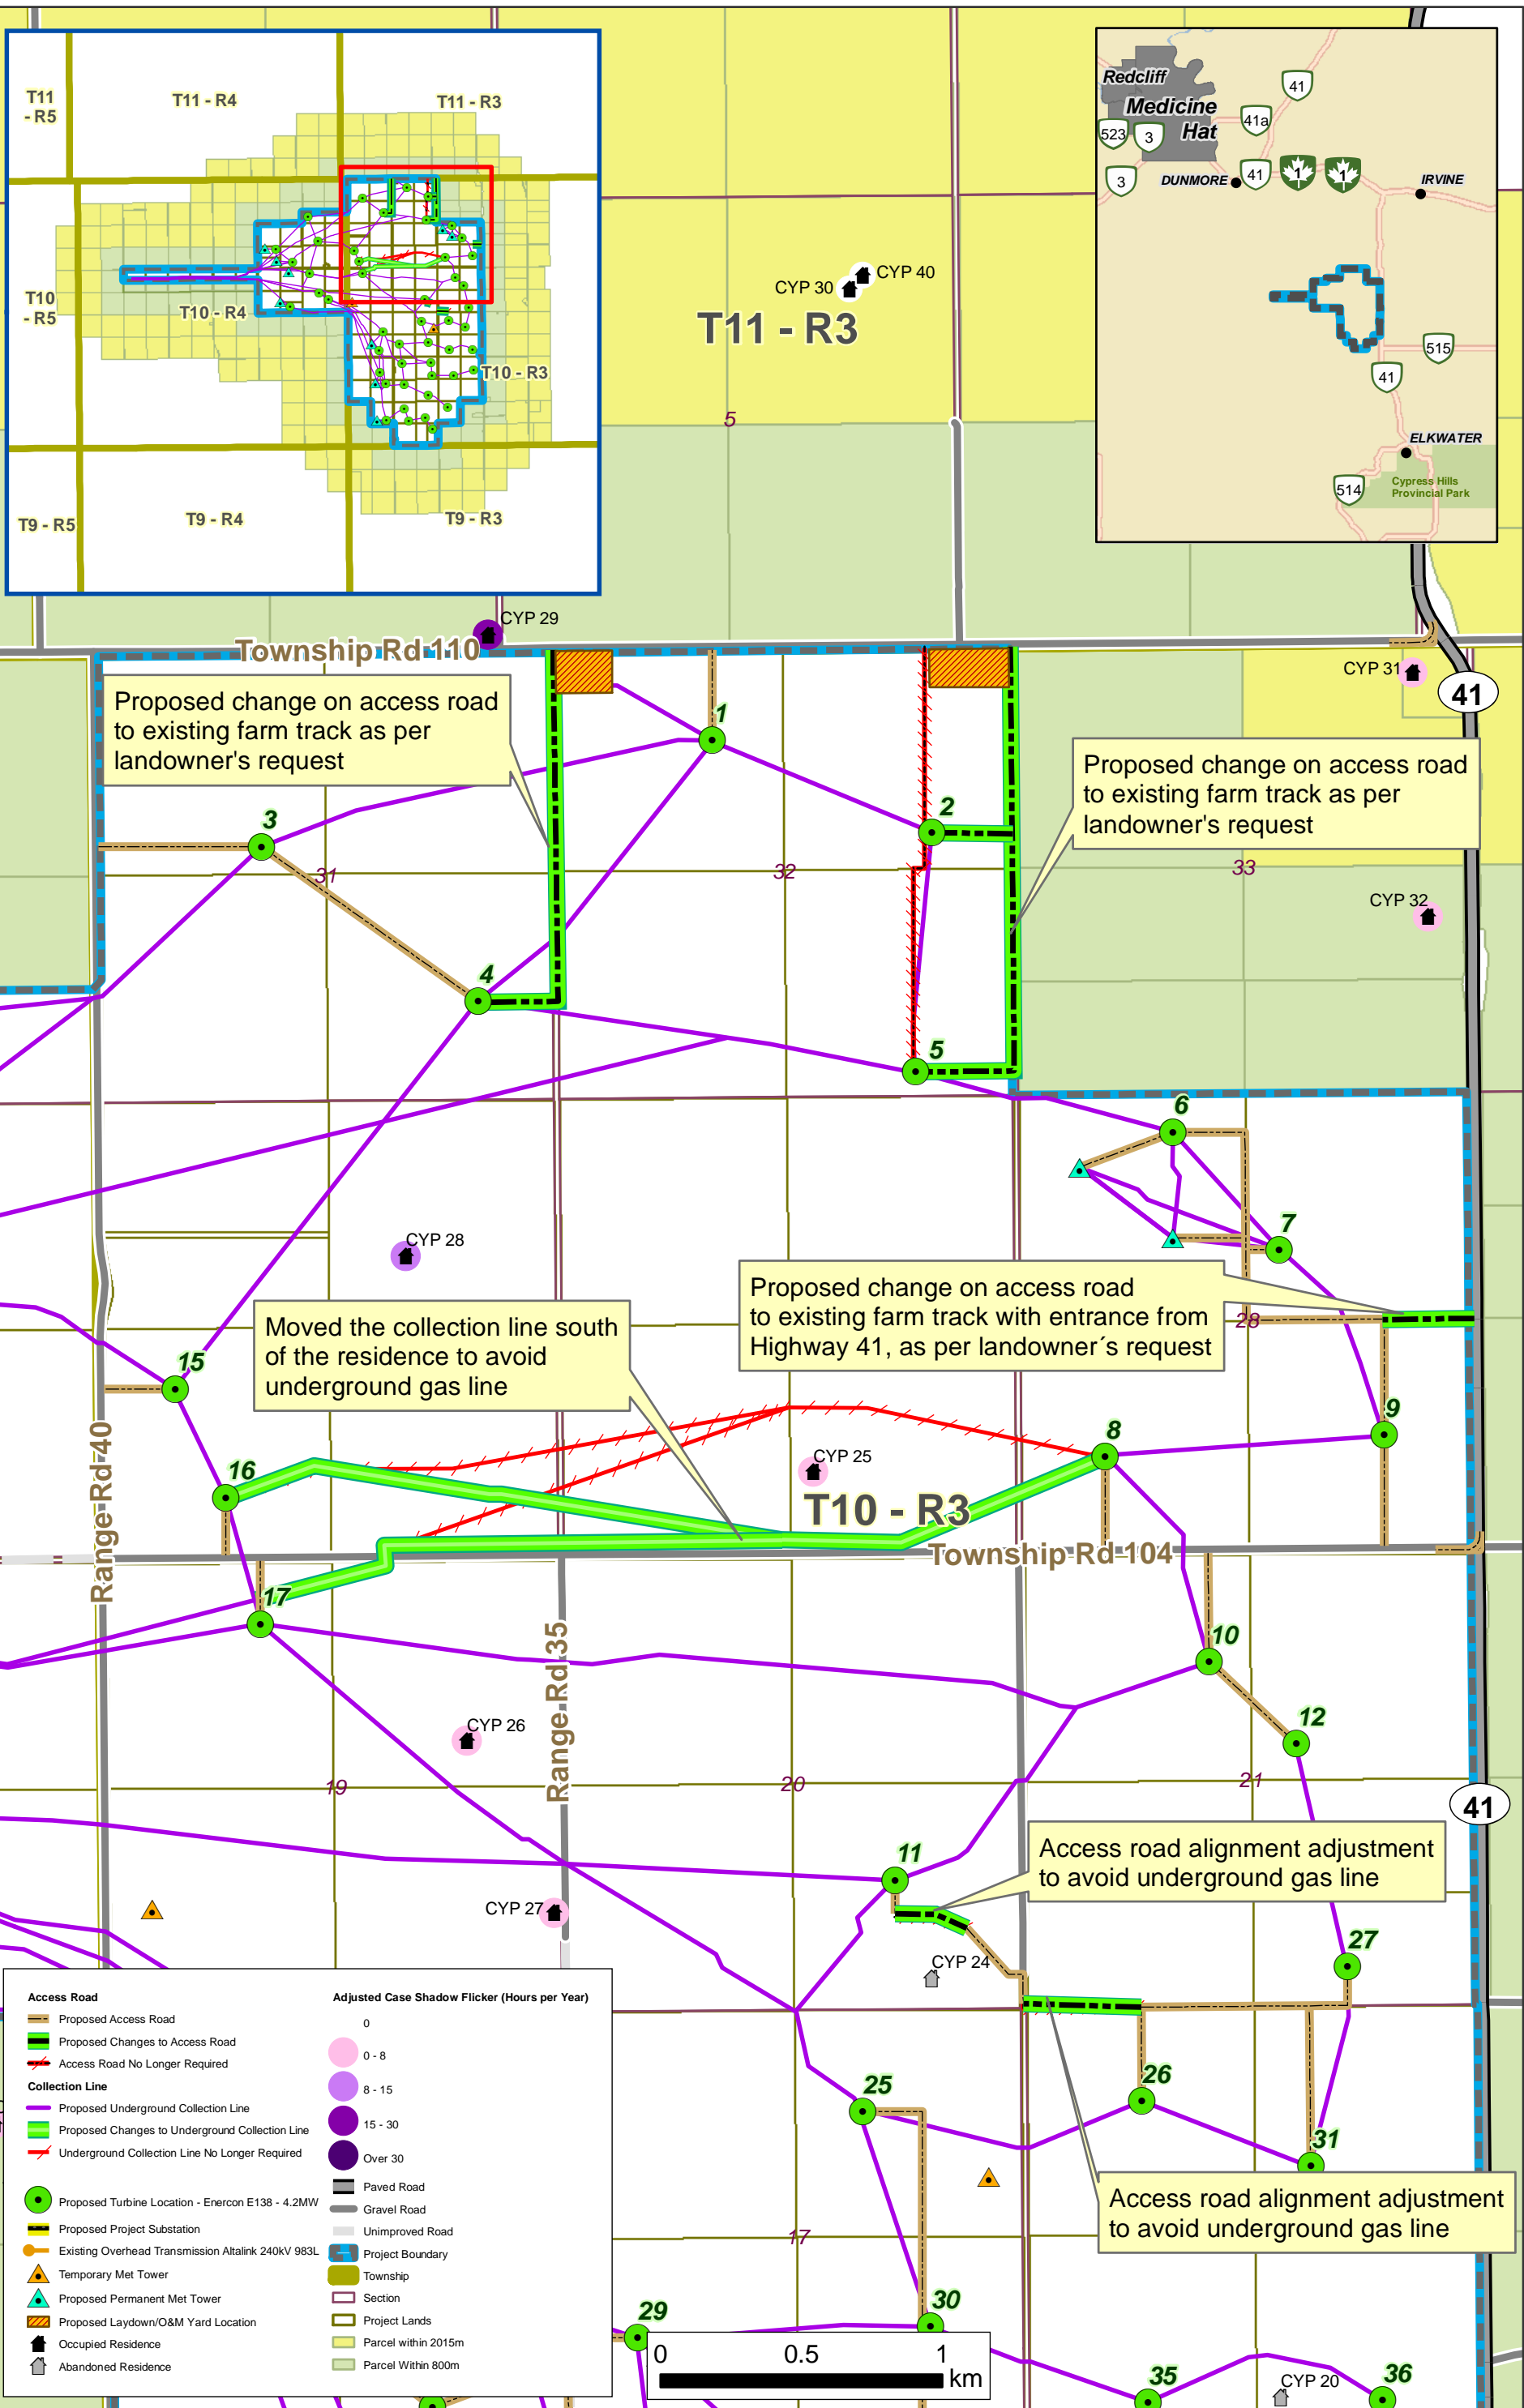 T11
- R5
T11 - R4
T11 - R3
T10
- R5
T10 - R4
T10 - R3
T9 - R5
T9 - R4
T9 - R3
Redcliff
Medicine
Hat
41
41a
523
3
3
41
1
1
DUNMORE
IRVINE
515
41
ELKWATER
514
Cypress Hills
Provincial Park
CYP 40
CYP 30
T11 - R3
5
CYP 29
Township Rd 110
CYP 31
41
Proposed change on access road
to existing farm track as per
landowner's request
1
2
3
Proposed change on access road
to existing farm track as per
landowner's request
31
32
33
CYP 32
4
5
6
7
CYP 28
Proposed change on access road
to existing farm track with entrance from
Highway 41, as per landowner´s request
28
Moved the collection line south
of the residence to avoid
underground gas line
15
9
8
CYP 25
16
T10 - R3
Range Rd 40
Township Rd 104
17
10
Range Rd 35
12
CYP 26
19
20
21
41
Access road alignment adjustment
to avoid underground gas line
11
CYP 27
27
CYP 24
25
26
31
Access road alignment adjustment
to avoid underground gas line
17
29
30
35
CYP 20
36
Access Road
Proposed Access Road
Proposed Changes to Access Road
Access Road No Longer Required
Collection Line
Proposed Underground Collection Line
Proposed Changes to Underground Collection Line
Underground Collection Line No Longer Required
Proposed Turbine Location - Enercon E138 - 4.2MW
Proposed Project Substation
Existing Overhead Transmission Altalink 240kV 983L
Temporary Met Tower
Proposed Permanent Met Tower
Proposed Laydown/O&M Yard Location
Occupied Residence
Abandoned Residence
Adjusted Case Shadow Flicker (Hours per Year)
0
0 - 8
8 - 15
15 - 30
Over 30
Paved Road
Gravel Road
Unimproved Road
Project Boundary
Township
Section
Project Lands
Parcel within 2015m
Parcel Within 800m
0 0.5 1
km